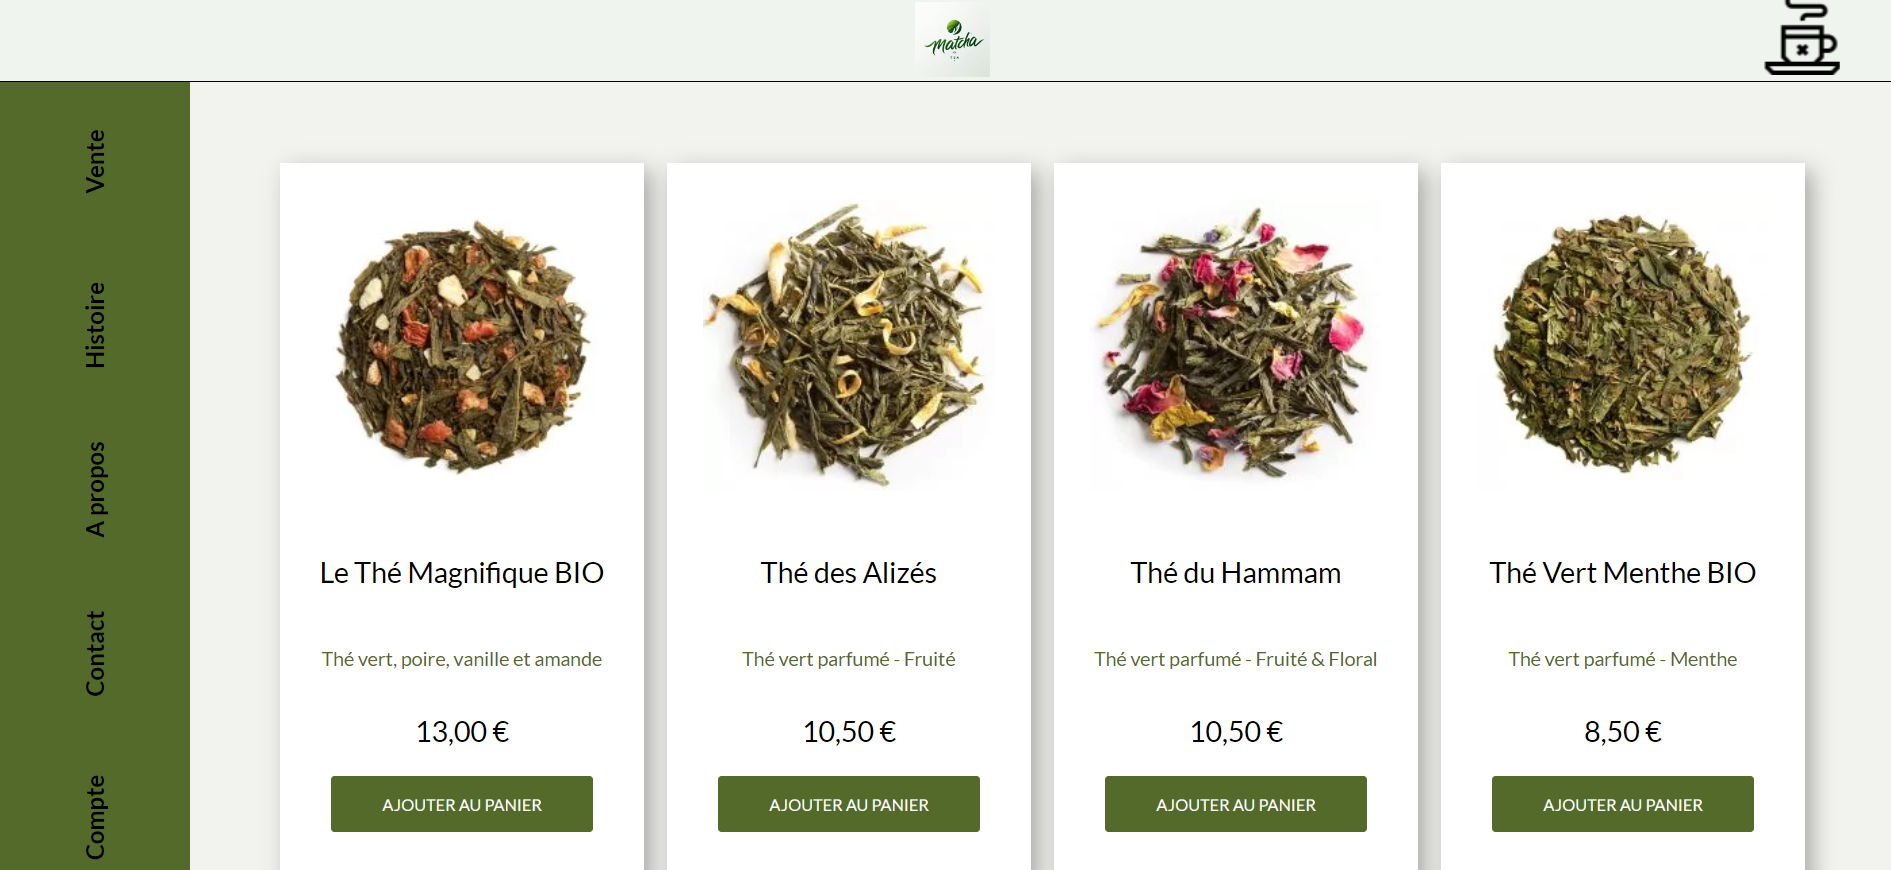 Matcha
TEA
Vente
Histoire
A propos
Contact
Compte
Le Thé Magnifique BIO
Thé vert, poire, vanille et amande
13,00 €
AJOUTER AU PANIER
Thé des Alizés
Thé vert parfumé - Fruité
10,50 €
AJOUTER AU PANIER
Thé du Hammam
Thé vert parfumé - Fruité & Floral
10,50 €
AJOUTER AU PANIER
Thé Vert Menthe BIO
Thé vert parfumé - Menthe
8,50 €
AJOUTER AU PANIER